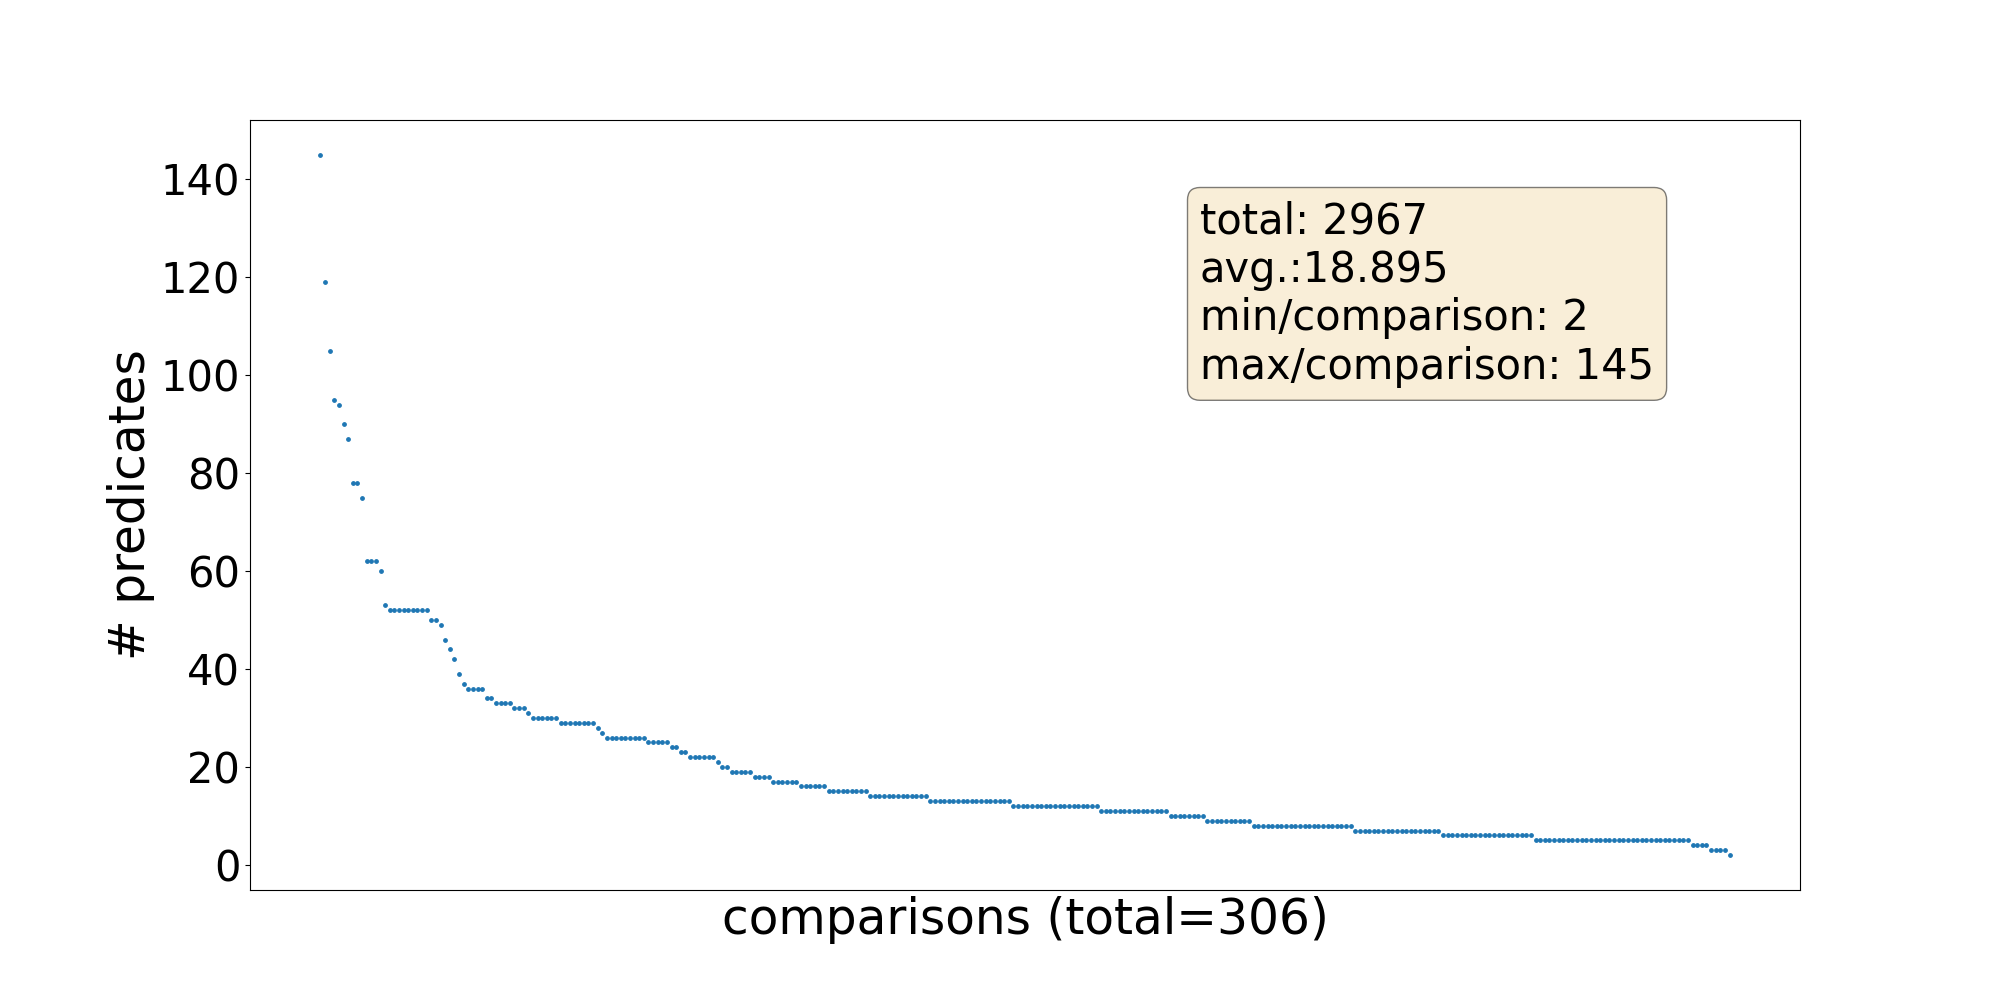 # predicates
140
120
100
80
60
40
20
0
total: 2967
avg.:18.895
min/comparison: 2
max/comparison: 145
comparisons (total=306)